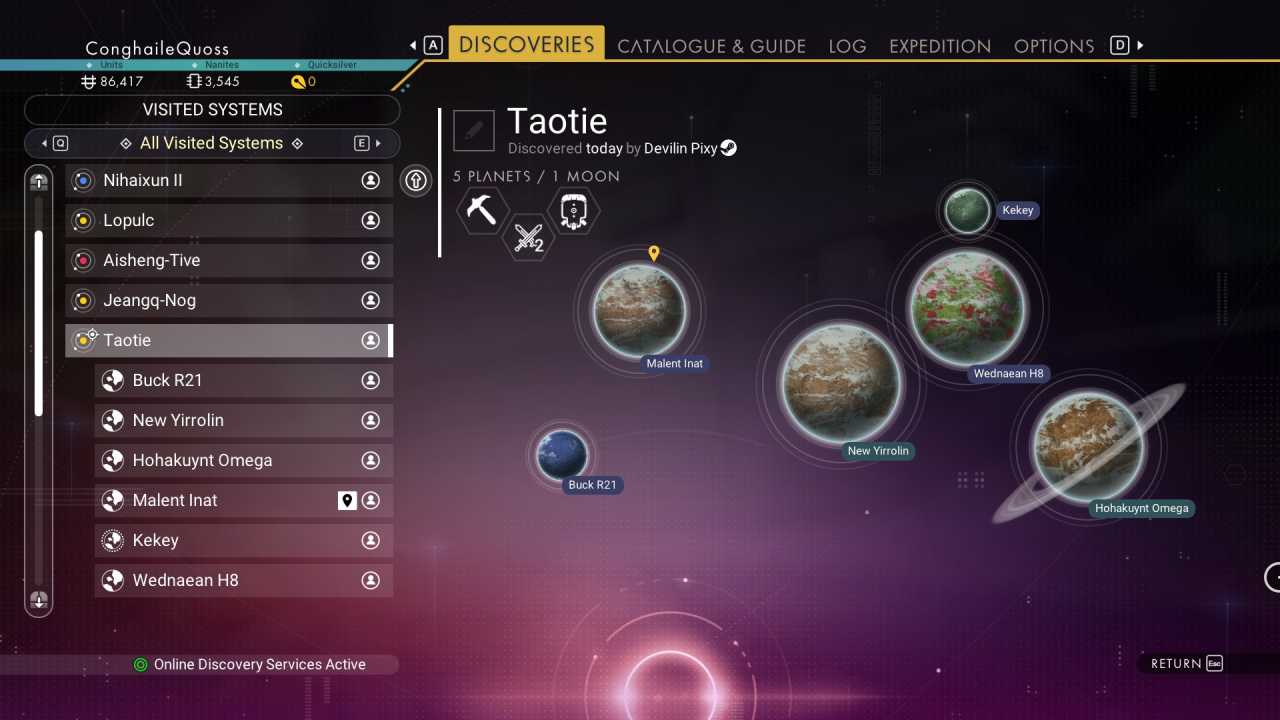 ConghaileQuoss
Units Nanites Quicksilver
86,417 3,545 0
A DISCOVERIES CATALOGUE & GUIDE LOG EXPEDITION OPTIONS D
VISITED SYSTEMS
Q All Visited Systems E
Nihaixun II
Lopulc
Aisheng-Tive
Jeangq-Nog
Taotie
Buck R21
New Yirrolin
Hohakuynt Omega
Malent Inat
Kekey
Wednaean H8
Online Discovery Services Active
Taotie
Discovered today by Devilin Pixy
5 PLANETS / 1 MOON
2
Kekey
Malent Inat
Wednaean H8
New Yirrolin
Buck R21
Hohakuynt Omega
RETURN Esc